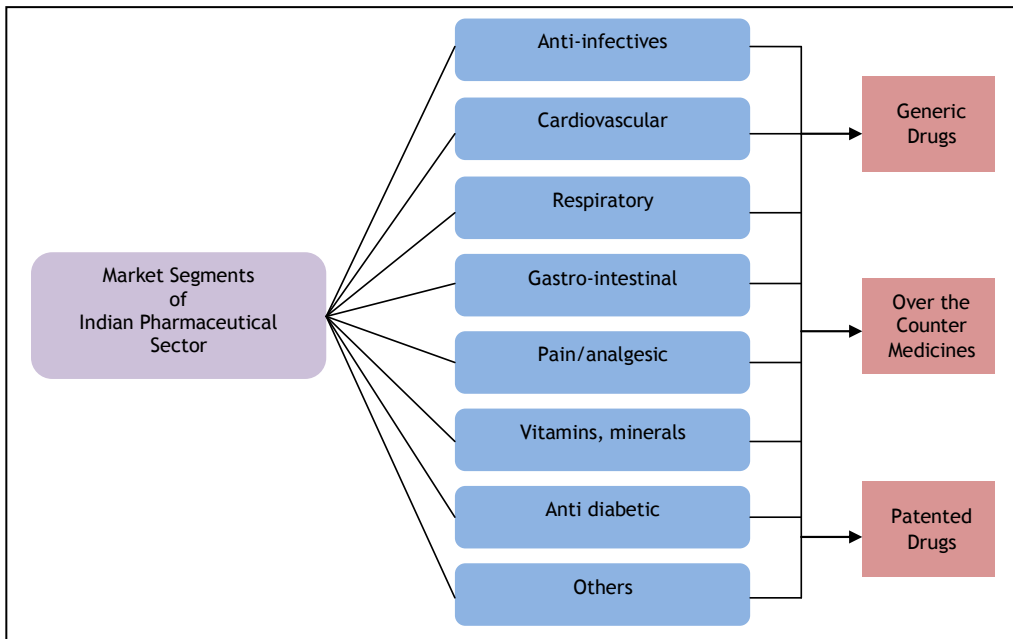 Market Segments
of
Indian Pharmaceutical
Sector
Anti-infectives
Cardiovascular
Respiratory
Gastro-intestinal
Pain/analgesic
Vitamins, minerals
Anti diabetic
Others
Generic
Drugs
Over the
Counter
Medicines
Patented
Drugs